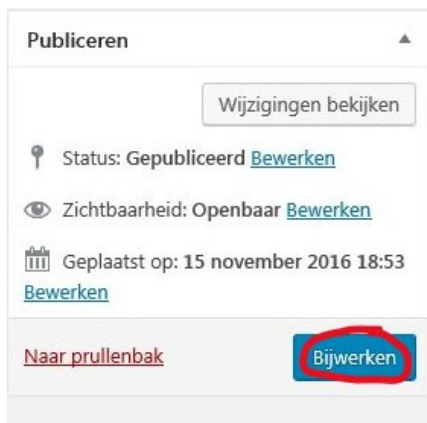 Publiceren
Wijzigingen bekijken
Status: Gepubliceerd Bewerken
Zichtbaarheid: Openbaar Bewerken
Geplaatst op: 15 november 2016 18:53
Bewerken
Naar prullenbak
Bijwerken